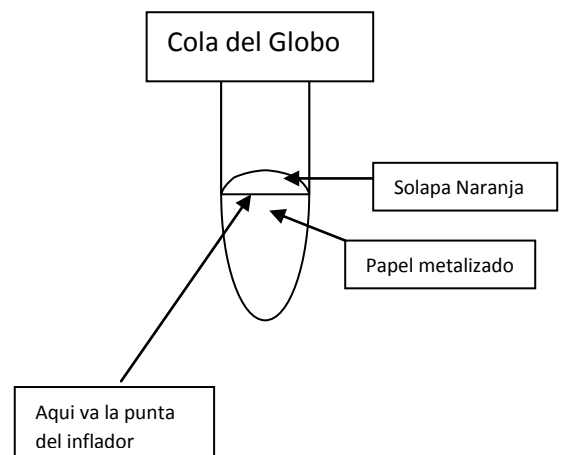 Cola del Globo
Solapa Naranja
Papel metalizado
Aqui va la punta
del inflador